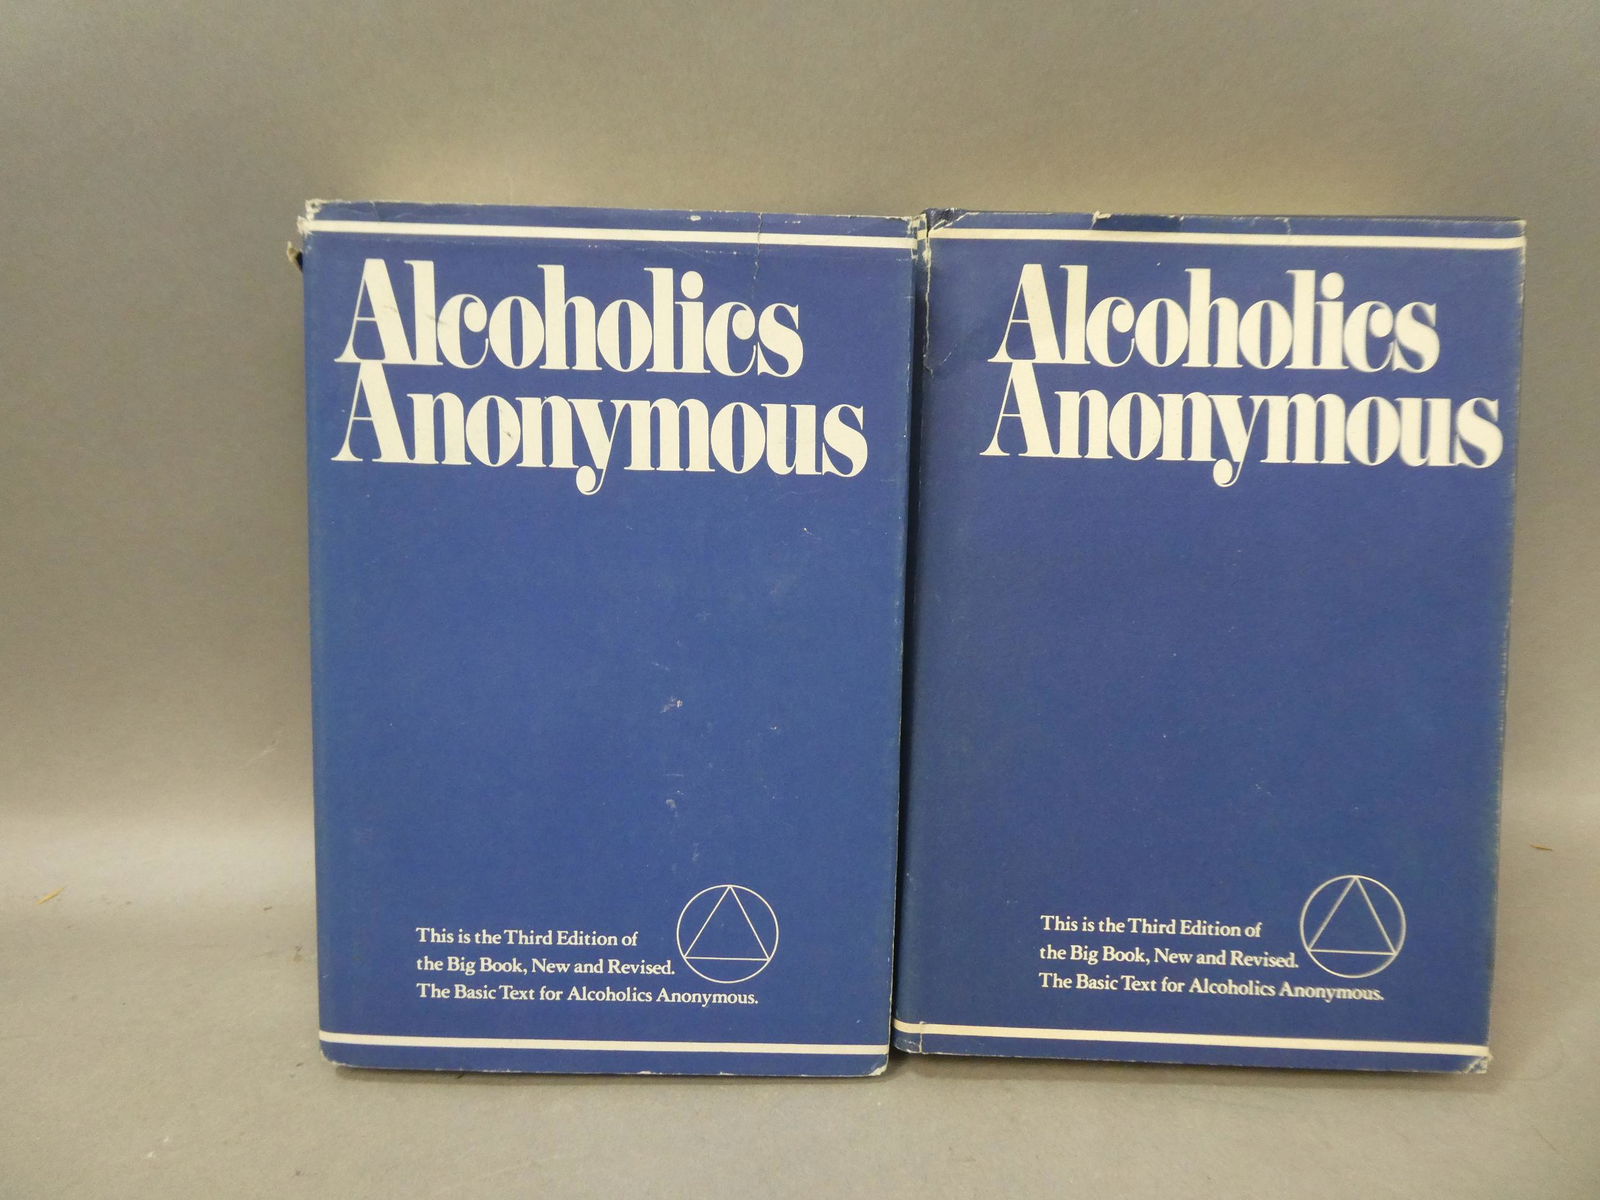 Alcoholics
Anonymous
This is the Third Edition of
the Big Book, New and Revised.
The Basic Text for Alcoholics Anonymous.
Alcoholics
Anonymous
This is the Third Edition of
the Big Book, New and Revised.
The Basic Text for Alcoholics Anonymous.